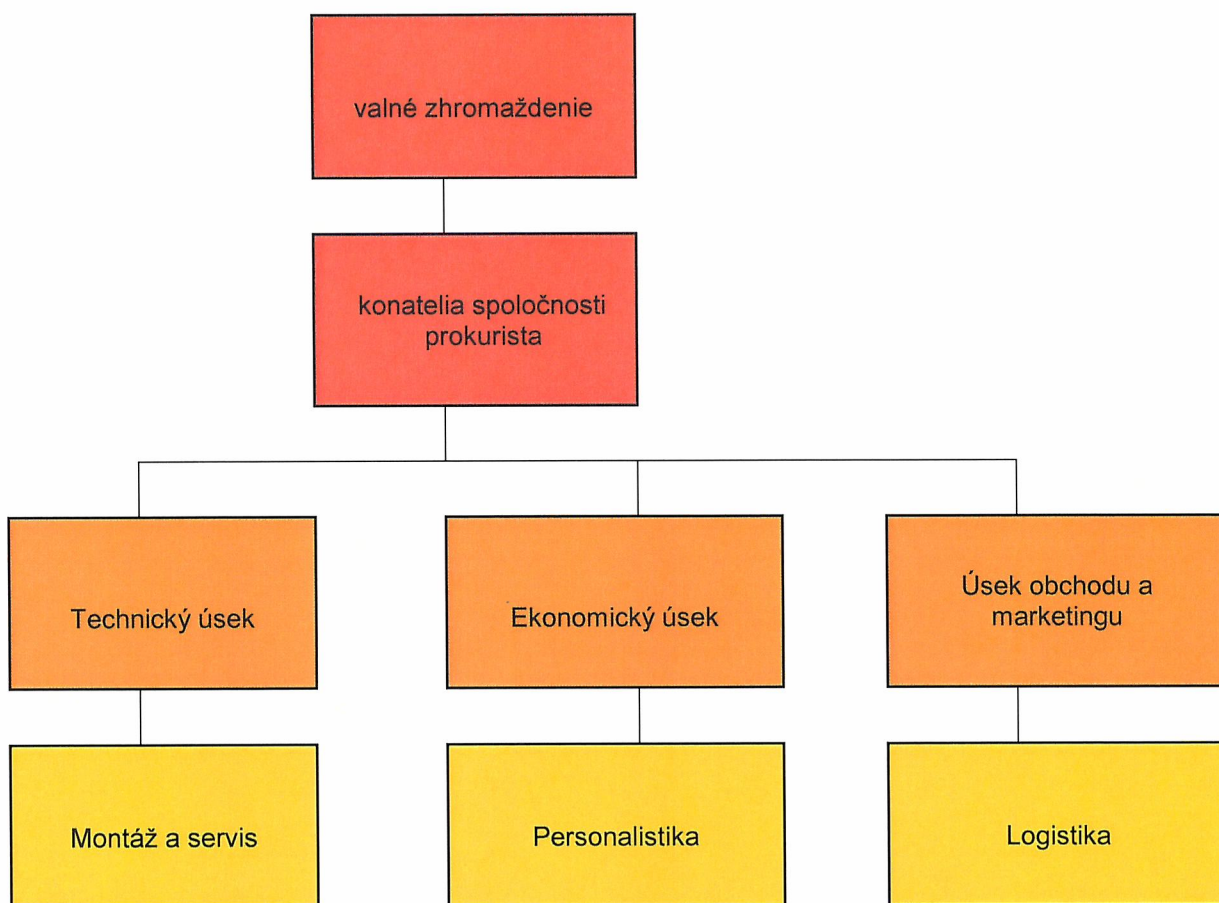 valné zhromaždenie
konatelia spoločnosti
prokurista
Technický úsek
Ekonomický úsek
Úsek obchodu a
marketingu
Montáž a servis
Personalistika
Logistika